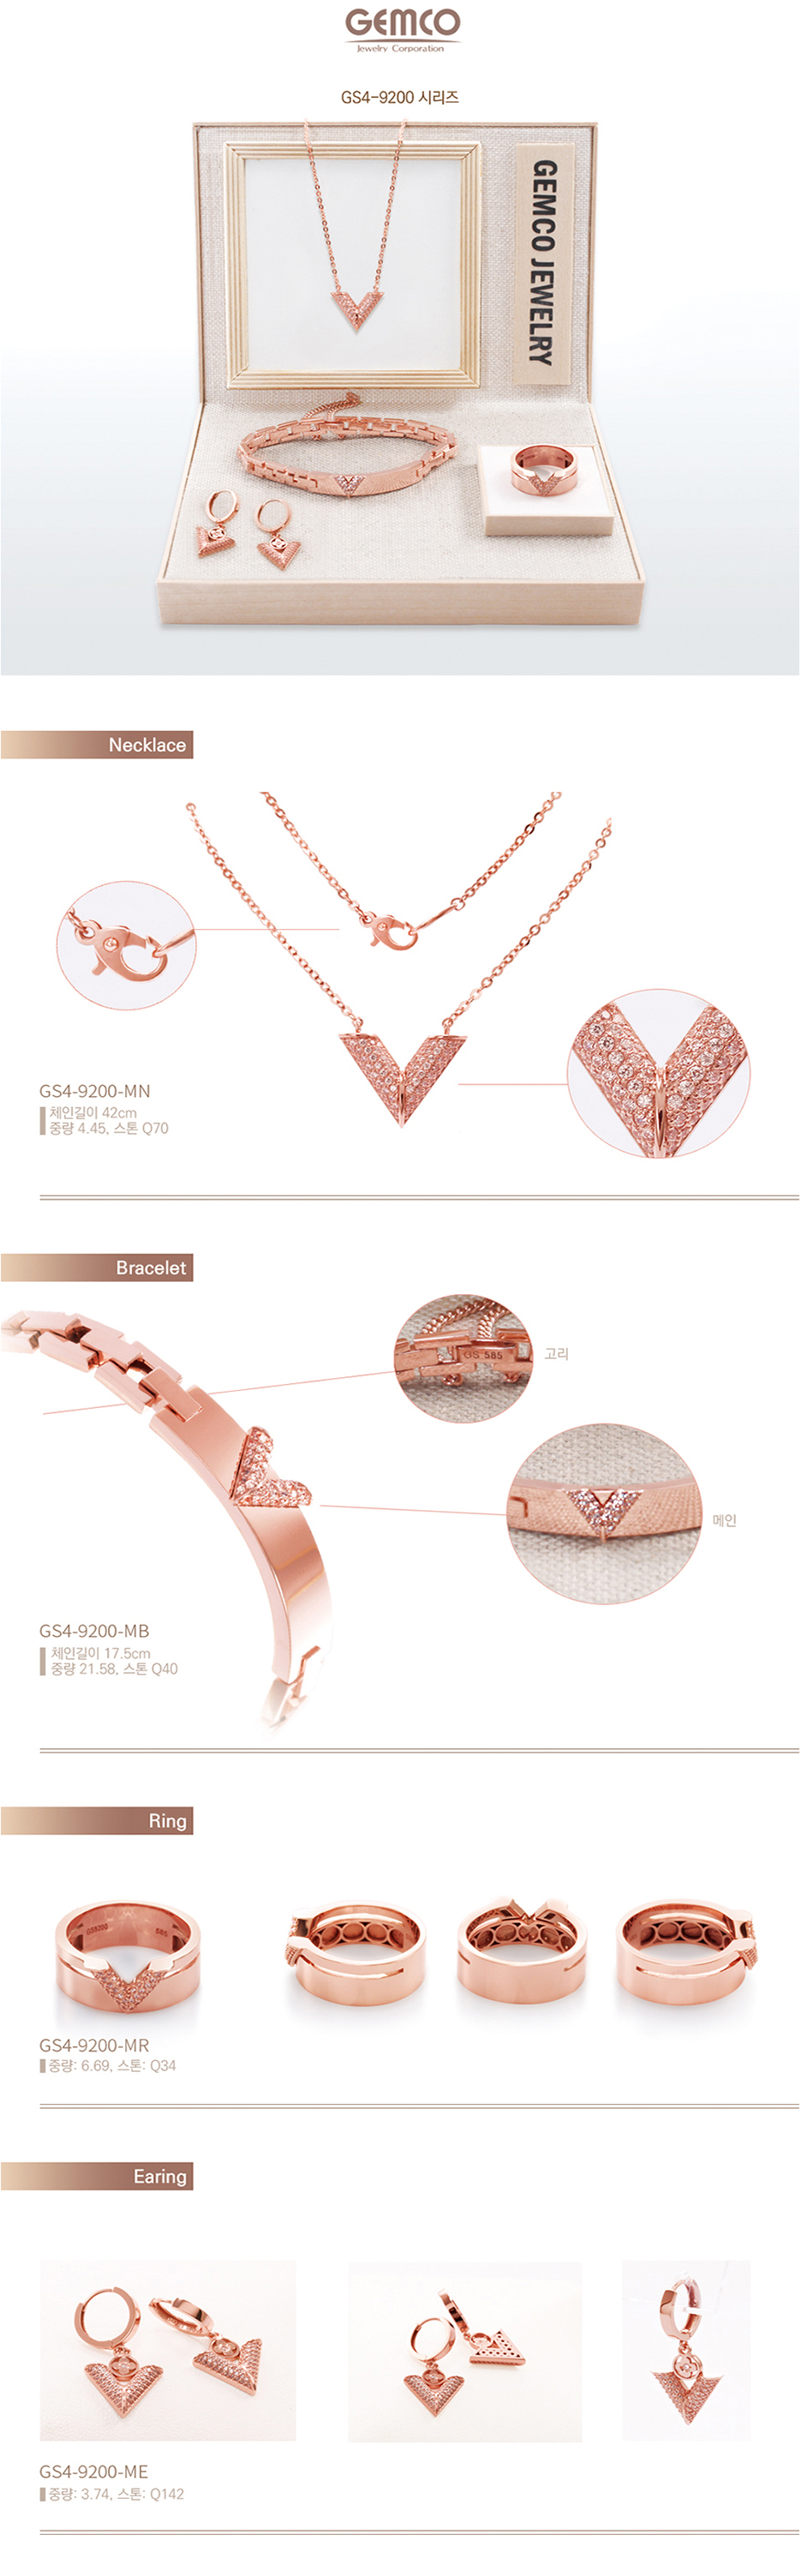 GEMCO
Jewelry Corporation
GS4-9200 시리즈
GEMCO JEWELRY
Necklace
GS4-9200-MN
체인길이 42cm
중량 4.45, 스톤 Q70
Bracelet
GS 585
고리
메인
GS4-9200-MB
체인길이 17.5cm
중량 21.58, 스톤 Q40
Ring
585
GS4-9200-MR
중량: 6.69, 스톤: Q34
Earing
GS4-9200-ME
중량: 3.74, 스톤: Q142